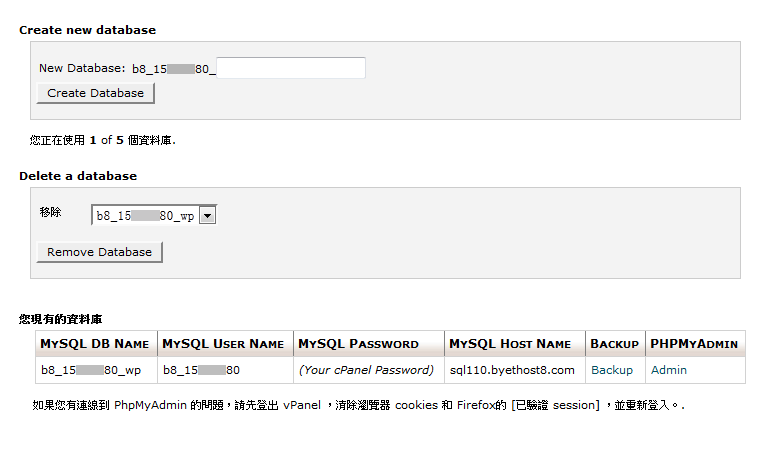 Create new database
New Database: b8_15 80_
Create Database
您正在使用 1 of 5 個資料庫.
Delete a database
移除 b8_15 80_wp
Remove Database
您現有的資料庫
MySQL DB Name MySQL User Name MySQL Password MySQL Host Name Backup PHPMyAdmin
b8_15 80_wp b8_15 80 (Your cPanel Password) sql110.byethost8.com Backup Admin
如果您有連線到 PhpMyAdmin 的問題，請先登出 vPanel ，清除瀏覽器 cookies 和 Firefox的 [已驗證 session] ，並重新登入。.